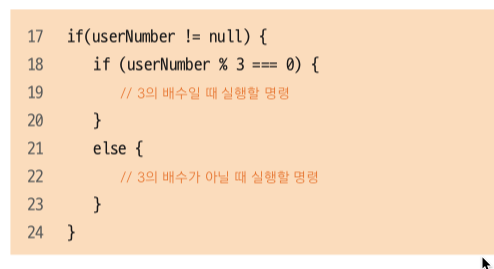 17 if(userNumber != null) {
18 if (userNumber % 3 === 0) {
19 // 3의 배수일 때 실행할 명령
20 }
21 else {
22 // 3의 배수가 아닐 때 실행할 명령
23 }
24 }